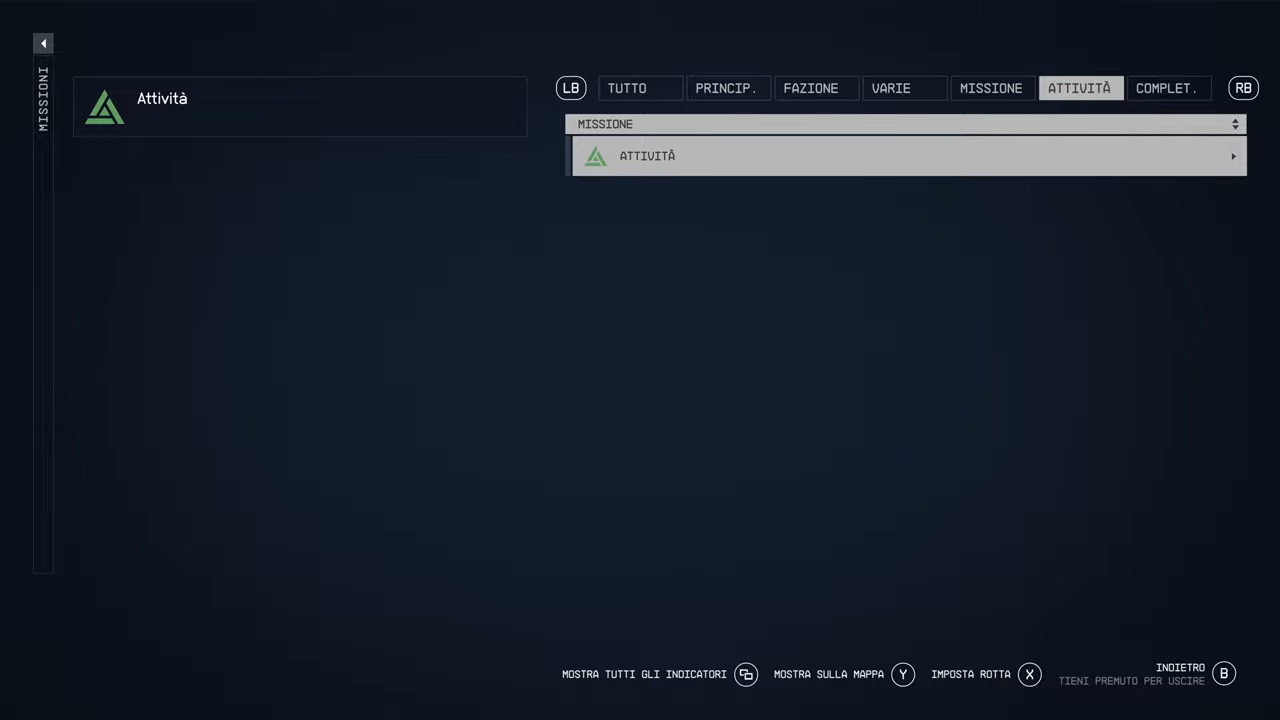 MISSIONI
Attività
LB
TUTTO
PRINCIP.
FAZIONE
VARIE
MISSIONE
ATTIVITÀ
COMPLET.
RB
MISSIONE
ATTIVITÀ
MOSTRA TUTTI GLI INDICATORI
MOSTRA SULLA MAPPA Y
IMPOSTA ROTTA X
INDIETRO B
TIENI PREMUTO PER USCIRE